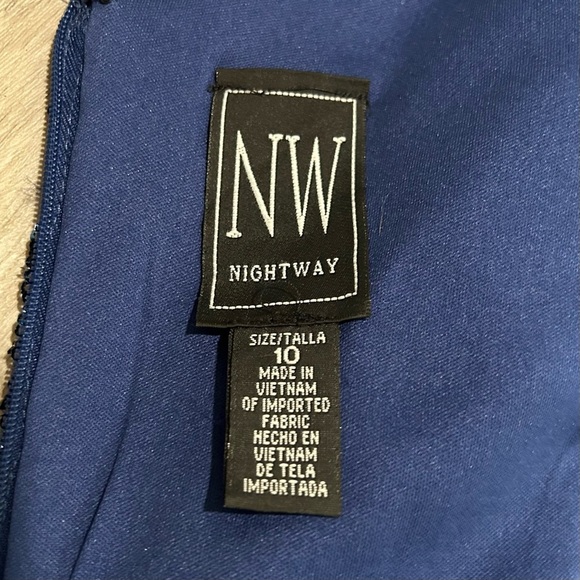 NW
NIGHTWAY
SIZE/TALLA
10
MADE IN
VIETNAM
OF IMPORTED
FABRIC
HECHO EN
VIETNAM
DE TELA
IMPORTADA